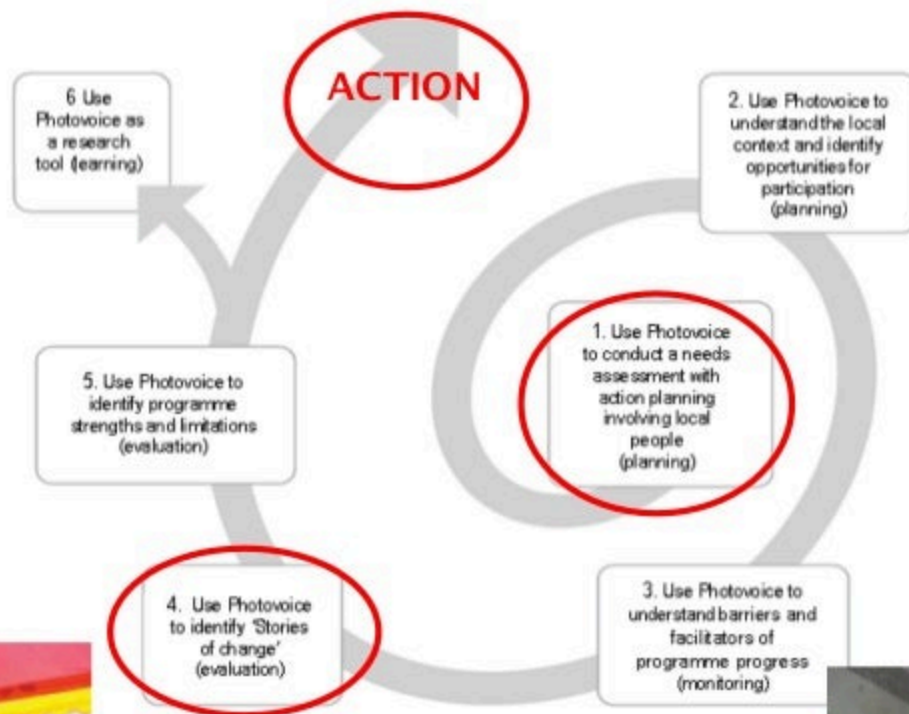 ACTION
6 Use
Photovoice as
a research
tool (learning)
2. Use Photovoice to
understand the local
context and identify
opportunities for
participation
(planning)
1. Use Photovoice
to conduct a needs
assessment with
action planning
involving local
people
(planning)
5. Use Photovoice to
identify programme
strengths and limitations
(evaluation)
4. Use Photovoice
to identify 'Stories
of change'
(evaluation)
3. Use Photovoice to
understand barriers and
facilitators of
programme progress
(monitoring)